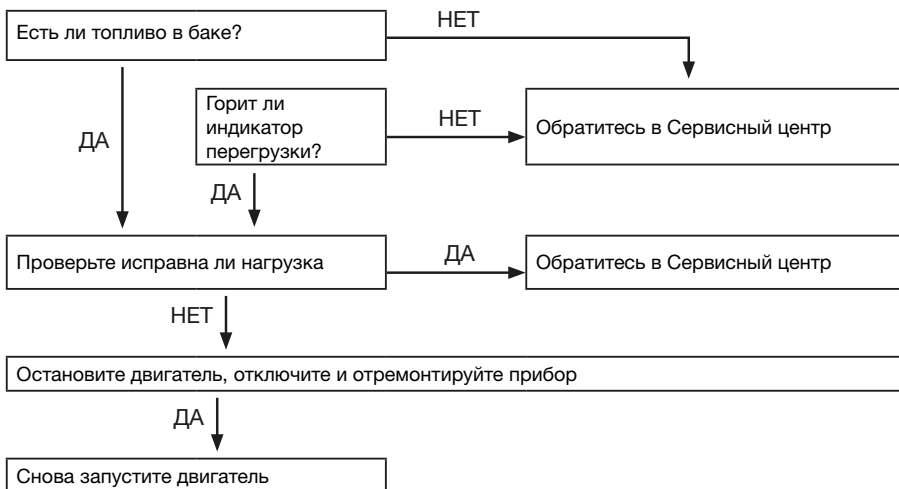 Есть ли топливо в баке?
НЕТ
ДА
Горит ли
индикатор
перегрузки?
НЕТ
Обратитесь в Сервисный центр
ДА
Проверьте исправна ли нагрузка
ДА
Обратитесь в Сервисный центр
НЕТ
Остановите двигатель, отключите и отремонтируйте прибор
ДА
Снова запустите двигатель